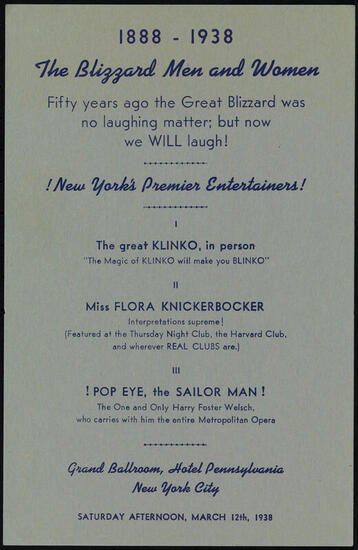 1888 - 1938
The Blizzard Men and Women
Fifty years ago the Great Blizzard was
no laughing matter; but now
we WILL laugh!
! New York's Premier Entertainers !
I
The great KLINKO, in person
"The Magic of KLINKO will make you BLINKO"
II
Miss FLORA KNICKERBOCKER
Interpretations supreme!
(Featured at the Thursday Night Club, the Harvard Club,
and wherever REAL CLUBS are.)
III
! POP EYE, the SAILOR MAN !
The One and Only Harry Foster Welsch,
who carries with him the entire Metropolitan Opera
Grand Ballroom, Hotel Pennsylvania
New York City
SATURDAY AFTERNOON, MARCH 12th, 1938